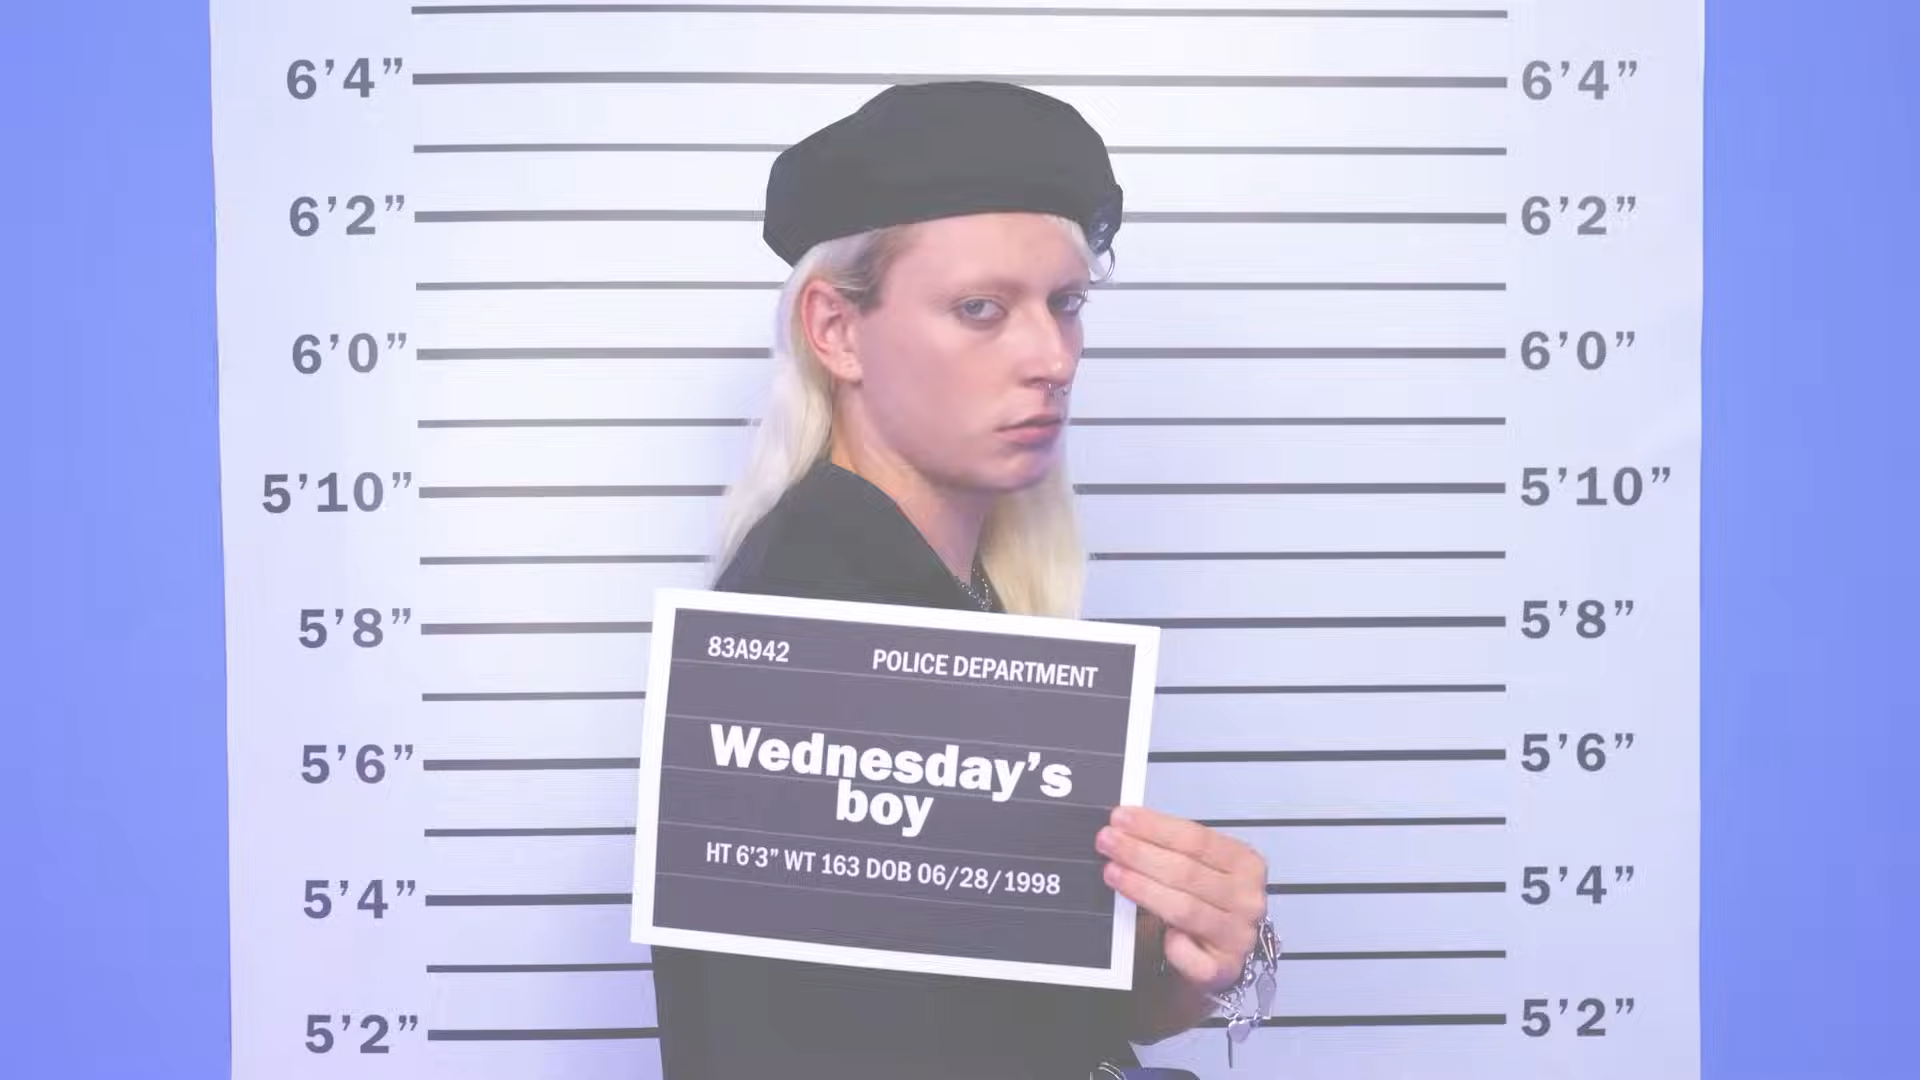 6’4” 6’4”
6’2” 6’2”
6’0” 6’0”
5’10” 5’10”
5’8” 5’8”
83A942 POLICE DEPARTMENT
Wednesday’s
boy
HT 6’3” WT 163 DOB 06/28/1998
5’6” 5’6”
5’4” 5’4”
5’2” 5’2”